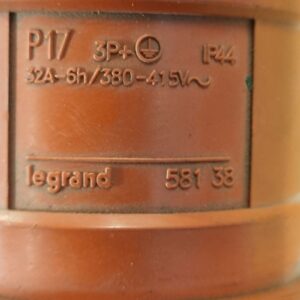 P17 3P+⏚ IP44
32A-6h/380-415V~
legrand 581 38